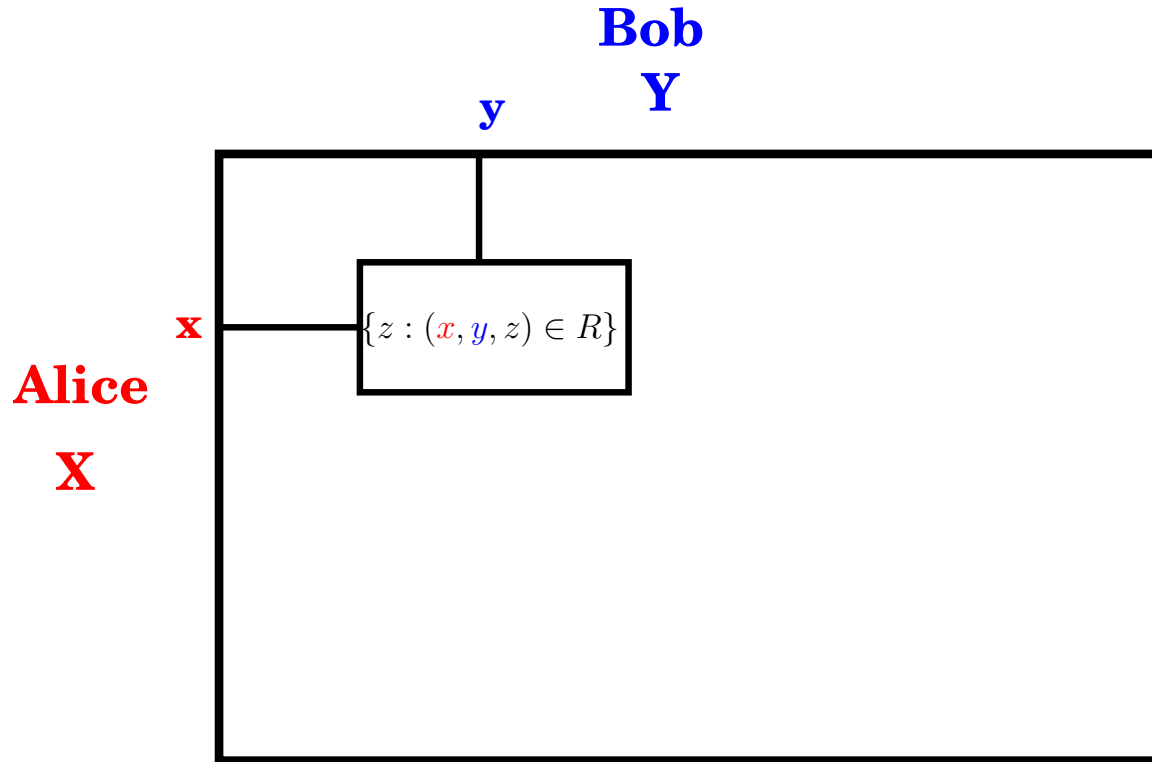 Bob
Y
y
x
{z : (x, y, z) ∈ R}
Alice
X